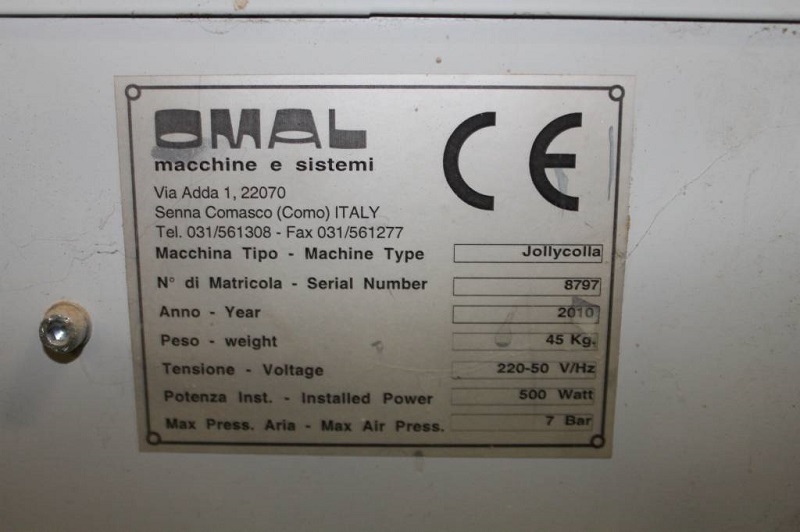 OMAL
macchine e sistemi
CE
Via Adda 1, 22070
Senna Comasco (Como) ITALY
Tel. 031/561308 - Fax 031/561277
Macchina Tipo - Machine Type Jollycolla
N° di Matricola - Serial Number 8797
Anno - Year 2010
Peso - weight 45 Kg.
Tensione - Voltage 220-50 V/Hz
Potenza Inst. - Installed Power 500 Watt
Max Press. Aria - Max Air Press. 7 Bar